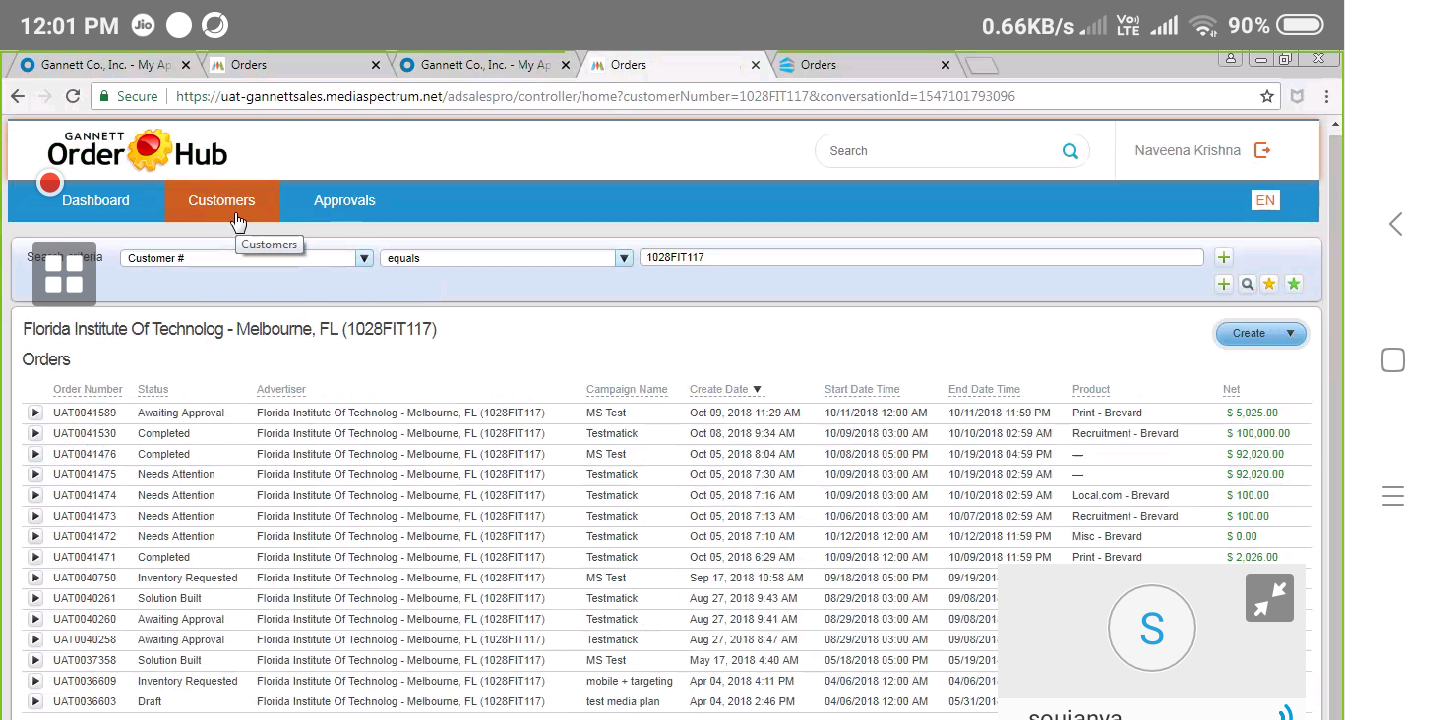 12:01 PM Jio 0.66KB/s VoLTE 90%
Gannett Co., Inc. - My Ap Orders Gannett Co., Inc. - My Ap Orders Orders
Secure https://uat-gannettsales.mediaspectrum.net/adsalespro/controller/home?customerNumber=1028FIT117&conversationId=1547101793096
GANNETT
Order Hub Search Naveena Krishna
Dashboard Customers Approvals EN
Customers
Customer # equals 1028FIT117
Florida Institute Of Technolog - Melbourne, FL (1028FIT117) Create
Orders
Order Number Status Advertiser Campaign Name Create Date Start Date Time End Date Time Product Net
UAT0041589 Awaiting Approval Florida Institute Of Technolog - Melbourne, FL (1028FIT117) MS Test Oct 09, 2018 11:29 AM 10/11/2018 12:00 AM 10/11/2018 11:59 PM Print - Brevard $ 5,025.00
UAT0041530 Completed Florida Institute Of Technolog - Melbourne, FL (1028FIT117) Testmatick Oct 08, 2018 9:34 AM 10/09/2018 03:00 AM 10/10/2018 02:59 AM Recruitment - Brevard $ 100,000.00
UAT0041476 Completed Florida Institute Of Technolog - Melbourne, FL (1028FIT117) MS Test Oct 05, 2018 8:04 AM 10/08/2018 05:00 PM 10/19/2018 04:59 PM — $ 92,020.00
UAT0041475 Needs Attention Florida Institute Of Technolog - Melbourne, FL (1028FIT117) Testmatick Oct 05, 2018 7:30 AM 10/09/2018 03:00 AM 10/19/2018 02:59 AM — $ 92,020.00
UAT0041474 Needs Attention Florida Institute Of Technolog - Melbourne, FL (1028FIT117) Testmatick Oct 05, 2018 7:16 AM 10/09/2018 03:00 AM 10/10/2018 02:59 AM Local.com - Brevard $ 100.00
UAT0041473 Needs Attention Florida Institute Of Technolog - Melbourne, FL (1028FIT117) Testmatick Oct 05, 2018 7:13 AM 10/06/2018 03:00 AM 10/07/2018 02:59 AM Recruitment - Brevard $ 100.00
UAT0041472 Needs Attention Florida Institute Of Technolog - Melbourne, FL (1028FIT117) Testmatick Oct 05, 2018 7:10 AM 10/12/2018 12:00 AM 10/12/2018 11:59 PM Misc - Brevard $ 0.00
UAT0041471 Completed Florida Institute Of Technolog - Melbourne, FL (1028FIT117) Testmatick Oct 05, 2018 6:29 AM 10/09/2018 12:00 AM 10/09/2018 11:59 PM Print - Brevard $ 2,026.00
UAT0040750 Inventory Requested Florida Institute Of Technolog - Melbourne, FL (1028FIT117) MS Test Sep 17, 2018 10:58 AM 09/18/2018 05:00 PM 09/19/201
UAT0040261 Solution Built Florida Institute Of Technolog - Melbourne, FL (1028FIT117) Testmatick Aug 27, 2018 9:43 AM 08/29/2018 03:00 AM 09/08/201
UAT0040260 Awaiting Approval Florida Institute Of Technolog - Melbourne, FL (1028FIT117) Testmatick Aug 27, 2018 9:41 AM 08/29/2018 03:00 AM 09/08/201
UAT0040258 Awaiting Approval Florida Institute Of Technolog - Melbourne, FL (1028FIT117) Testmatick Aug 27, 2018 8:47 AM 08/29/2018 03:00 AM 09/08/201
UAT0037358 Solution Built Florida Institute Of Technolog - Melbourne, FL (1028FIT117) MS Test May 17, 2018 4:40 AM 05/18/2018 05:00 PM 05/19/201
UAT0036609 Inventory Requested Florida Institute Of Technolog - Melbourne, FL (1028FIT117) mobile + targeting Apr 04, 2018 4:11 PM 04/06/2018 12:00 AM 04/06/201
UAT0036603 Draft Florida Institute Of Technolog - Melbourne, FL (1028FIT117) test media plan Apr 04, 2018 2:46 PM 04/06/2018 12:00 AM 05/31/201
S